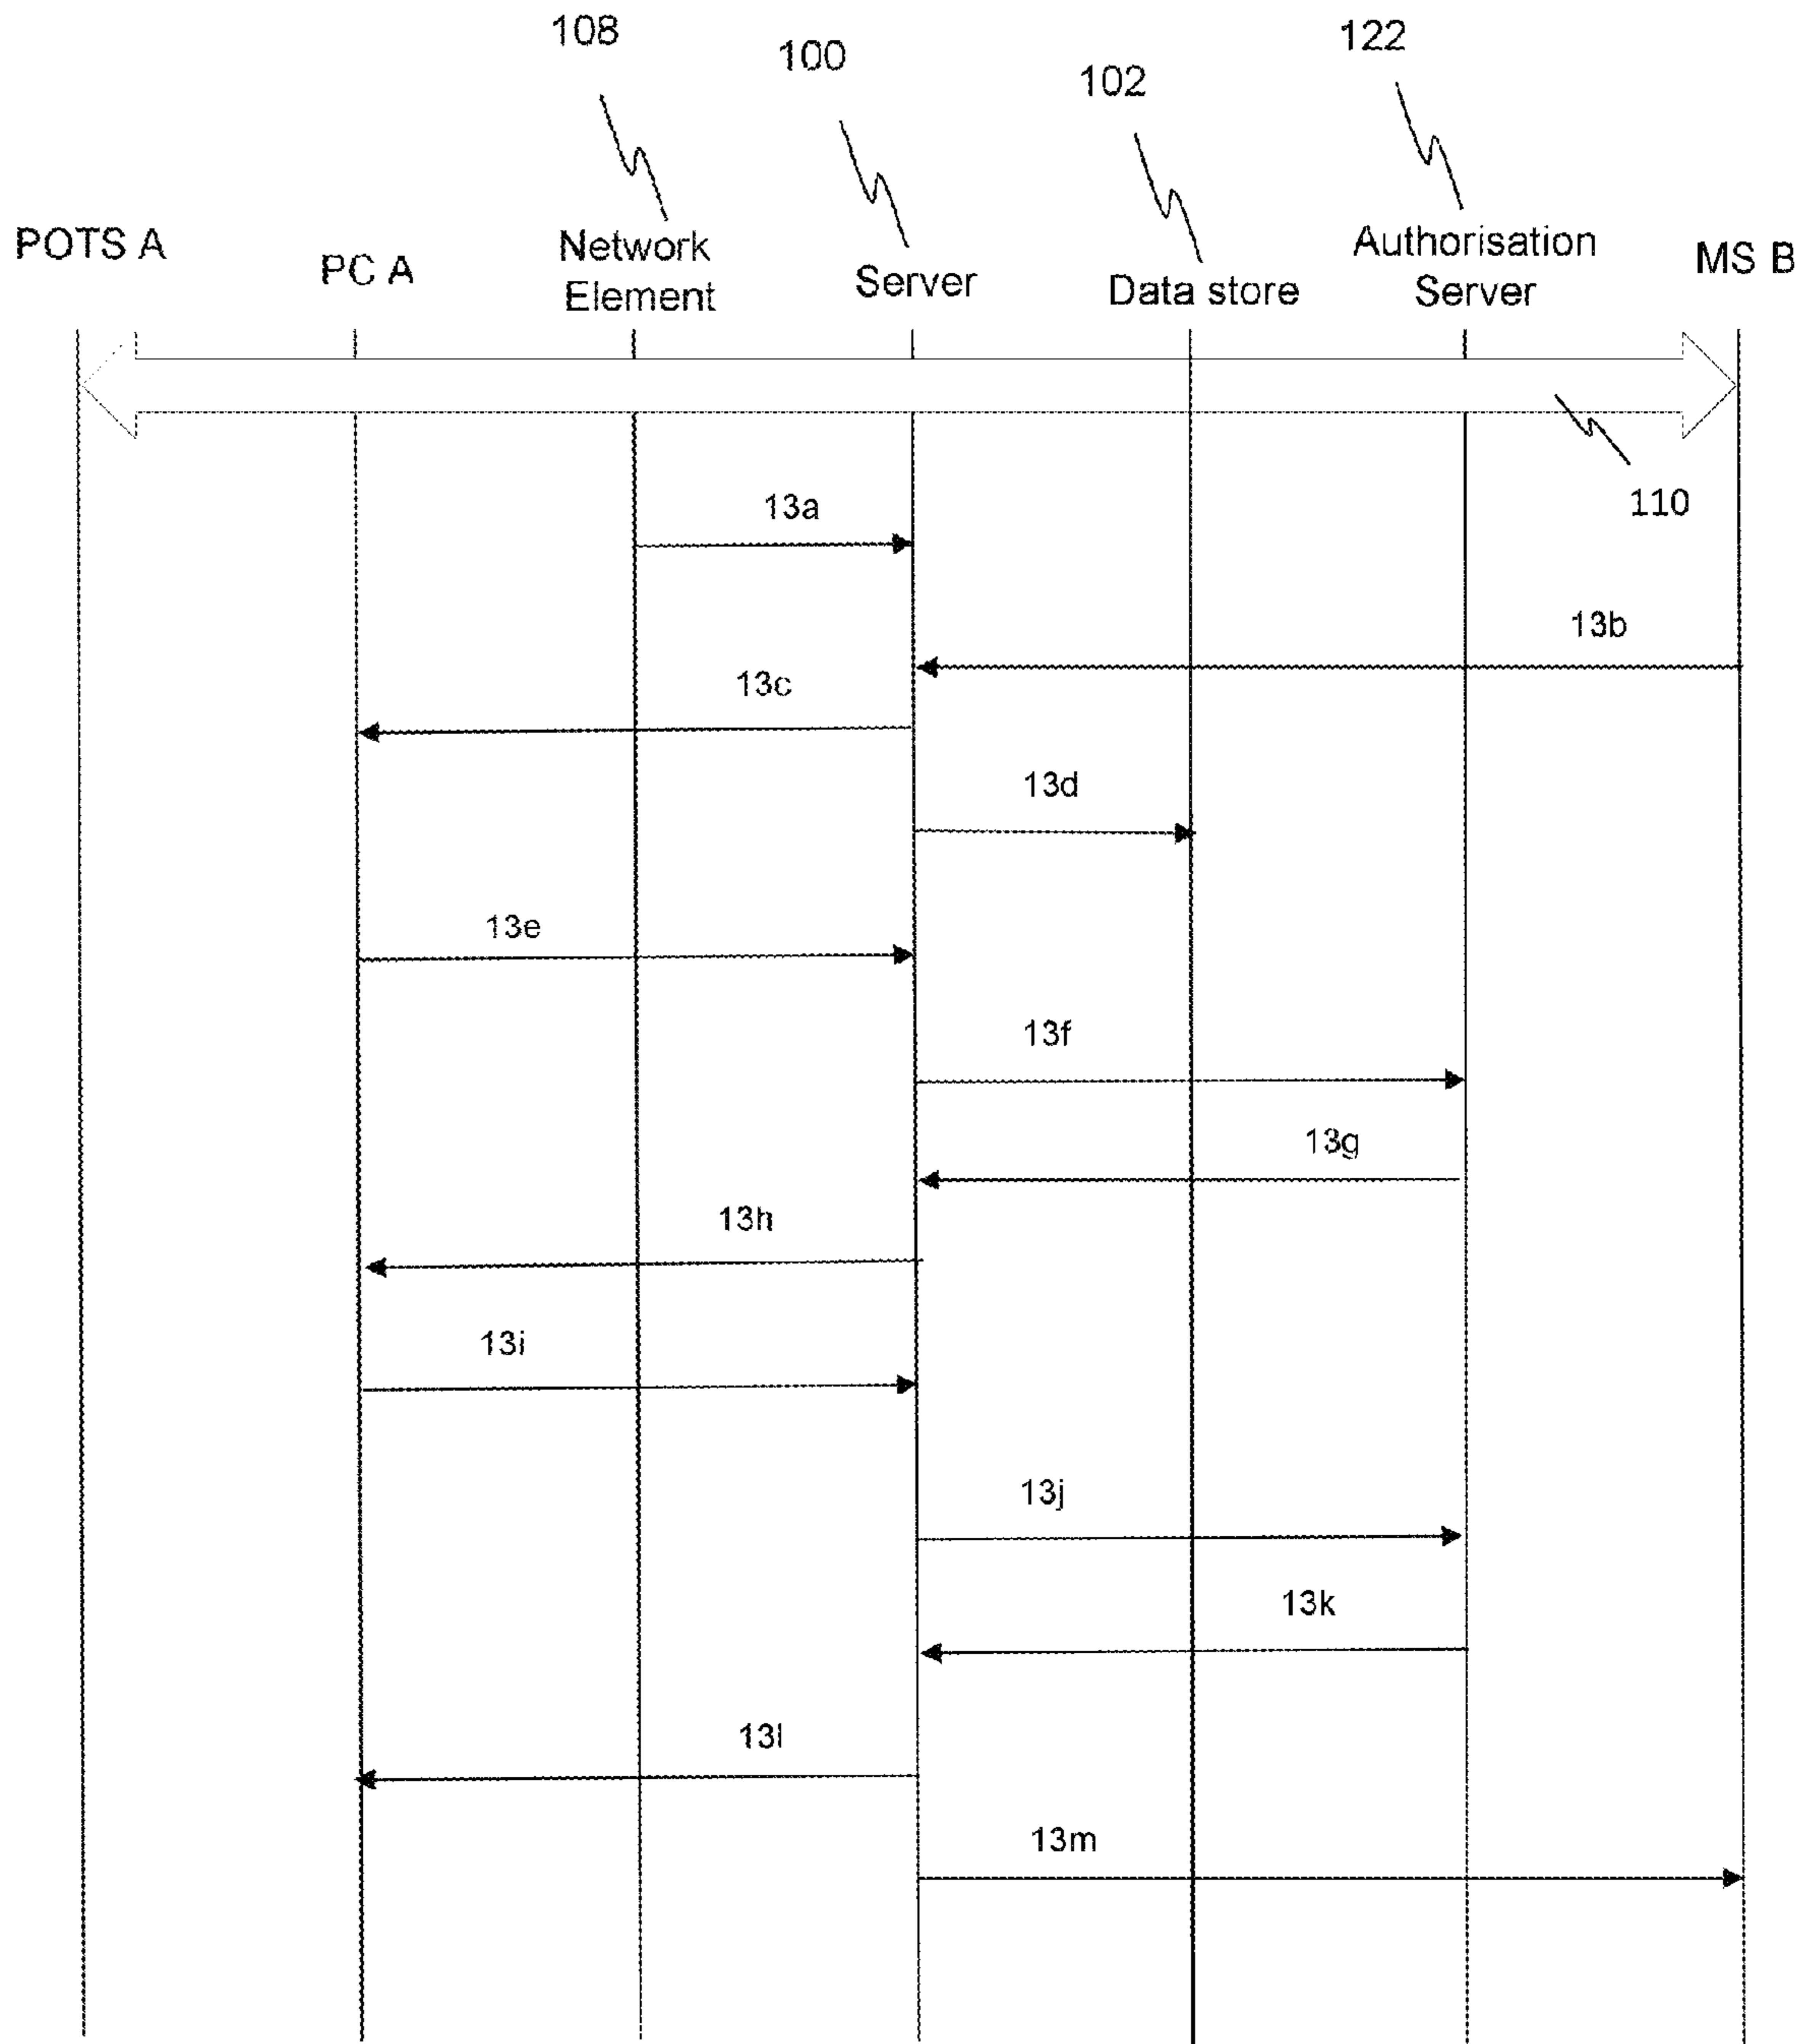 108
100
102
122
POTS A
PC A
Network
Element
Server
Data store
Authorisation
Server
MS B
110
13a
13b
13c
13d
13e
13f
13g
13h
13i
13j
13k
13l
13m